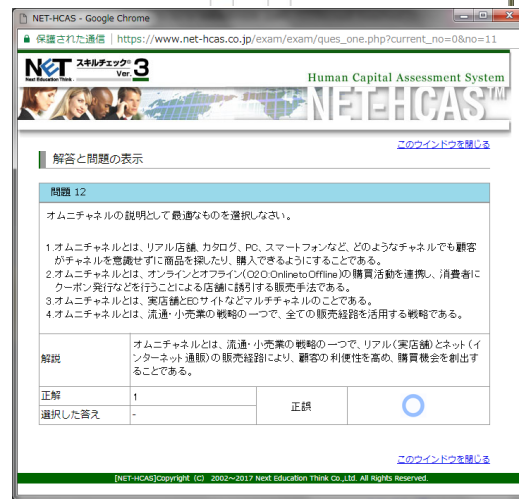 NET-HCAS - Google Chrome
保護された通信 | https://www.net-hcas.co.jp/exam/exam/ques_one.php?current_no=0&no=11
NET スキルチェック® Ver.3
Next Education Think.
Human Capital Assessment System
NET-HCAS™
このウインドウを閉じる
解答と問題の表示
問題 12
オムニチャネルの説明として最適なものを選択しなさい。
1.オムニチャネルとは、リアル店舗、カタログ、PC、スマートフォンなど、どのようなチャネルでも顧客
がチャネルを意識せずに商品を探したり、購入できるようにすることである。
2.オムニチャネルとは、オンラインとオフライン(O2O:OnlinetoOffline)の購買活動を連携し、消費者に
クーポン発行などを行うことによる店舗に誘引する販売手法である。
3.オムニチャネルとは、実店舗とECサイトなどマルチチャネルのことである。
4.オムニチャネルとは、流通・小売業の戦略の一つで、全ての販売経路を活用する戦略である。
解説
オムニチャネルとは、流通・小売業の戦略の一つで、リアル(実店舗)とネット(イ
ンターネット通販)の販売経路により、顧客の利便性を高め、購買機会を創出す
ることである。
正解 1 正誤
選択した答え -
このウインドウを閉じる
[NET-HCAS]Copyright (C) 2002～2017 Next Education Think Co.,Ltd. All Rights Reserved.